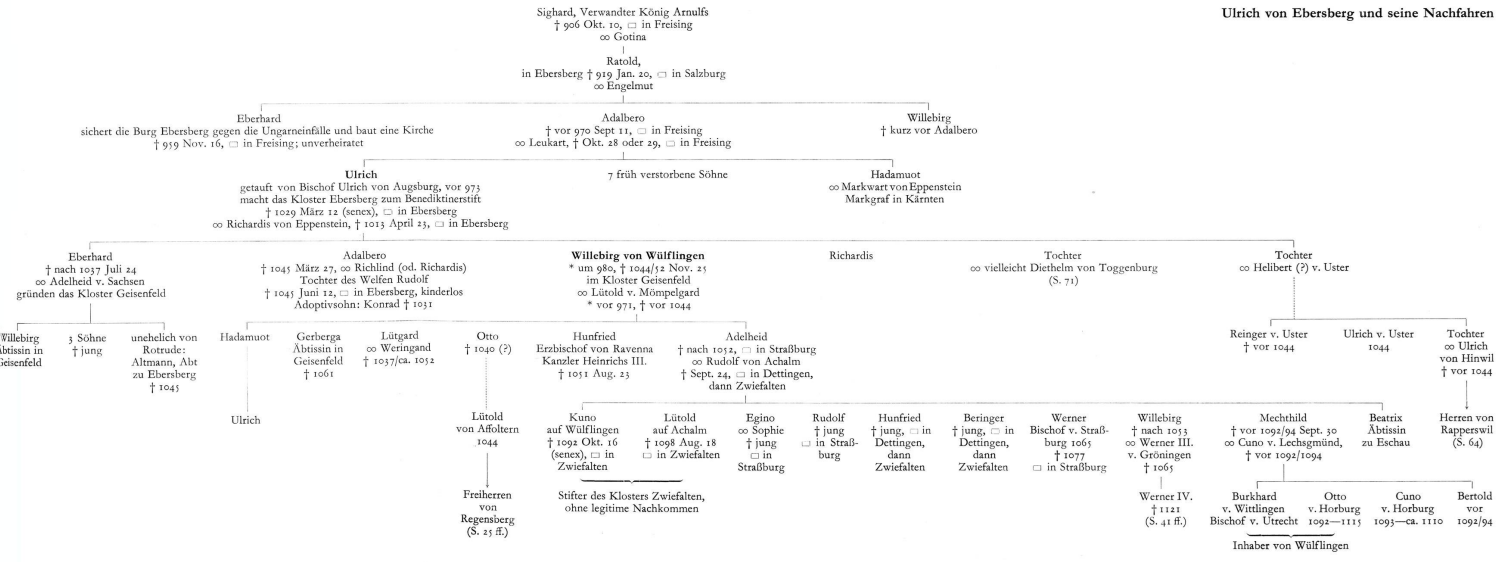 Ulrich von Ebersberg und seine Nachfahren
Sighard, Verwandter König Arnulfs
† 906 Okt. 10, ▭ in Freising
∞ Gotina
Ratold,
in Ebersberg † 919 Jan. 20, ▭ in Salzburg
∞ Engelmut
Eberhard
sichert die Burg Ebersberg gegen die Ungarneinfälle und baut eine Kirche
† 959 Nov. 16, ▭ in Freising; unverheiratet
Adalbero
† vor 970 Sept 11, ▭ in Freising
∞ Leukart, † Okt. 28 oder 29, ▭ in Freising
Willebirg
† kurz vor Adalbero
Ulrich
getauft von Bischof Ulrich von Augsburg, vor 973
macht das Kloster Ebersberg zum Benediktinerstift
† 1029 März 12 (senex), ▭ in Ebersberg
∞ Richardis von Eppenstein, † 1013 April 23, ▭ in Ebersberg
7 früh verstorbene Söhne
Hadamuot
∞ Markwart von Eppenstein
Markgraf in Kärnten
Eberhard
† nach 1037 Juli 24
∞ Adelheid v. Sachsen
gründen das Kloster Geisenfeld
Adalbero
† 1045 März 27, ∞ Richlind (od. Richardis)
Tochter des Welfen Rudolf
† 1045 Juni 12, ▭ in Ebersberg, kinderlos
Adoptivsohn: Konrad † 1031
Willebirg von Wülflingen
* um 980, † 1044/52 Nov. 25
im Kloster Geisenfeld
∞ Lütold v. Mömpelgard
* vor 971, † vor 1044
Richardis
Tochter
∞ vielleicht Diethelm von Toggenburg
(S. 71)
Tochter
∞ Helibert (?) v. Uster
Willebirg
Äbtissin in
Geisenfeld
3 Söhne
† jung
unehelich von
Rotrude:
Altmann, Abt
zu Ebersberg
† 1045
Hadamuot
Ulrich
Gerberga
Äbtissin in
Geisenfeld
† 1061
Lütgard
∞ Weringand
† 1037/ca. 1052
Otto
† 1040 (?)
Hunfried
Erzbischof von Ravenna
Kanzler Heinrichs III.
† 1051 Aug. 23
Adelheid
† nach 1052, ▭ in Straßburg
∞ Rudolf von Achalm
† Sept. 24, ▭ in Dettingen,
dann Zwiefalten
Reinger v. Uster
† vor 1044
Ulrich v. Uster
1044
Tochter
∞ Ulrich
von Hinwil
† vor 1044
Lütold
von Affoltern
1044
Freiherren
von
Regensberg
(S. 25 ff.)
Kuno
auf Wülflingen
† 1092 Okt. 16
(senex), ▭ in
Zwiefalten
Lütold
auf Achalm
† 1098 Aug. 18
▭ in Zwiefalten
Stifter des Klosters Zwiefalten,
ohne legitime Nachkommen
Egino
∞ Sophie
† jung
▭ in
Straßburg
Rudolf
† jung
▭ in Straß-
burg
Hunfried
† jung, ▭ in
Dettingen,
dann
Zwiefalten
Beringer
† jung, ▭ in
Dettingen,
dann
Zwiefalten
Werner
Bischof v. Straß-
burg 1065
† 1077
▭ in Straßburg
Willebirg
† nach 1053
∞ Werner III.
v. Gröningen
† 1065
Werner IV.
† 1121
(S. 41 ff.)
Mechthild
† vor 1092/94 Sept. 30
∞ Cuno v. Lechsgmünd,
† vor 1092/1094
Beatrix
Äbtissin
zu Eschau
Herren von
Rapperswil
(S. 64)
Burkhard
v. Wittlingen
Bischof v. Utrecht
Otto
v. Horburg
1092—1115
Cuno
v. Horburg
1093—ca. 1110
Bertold
vor
1092/94
Inhaber von Wülflingen